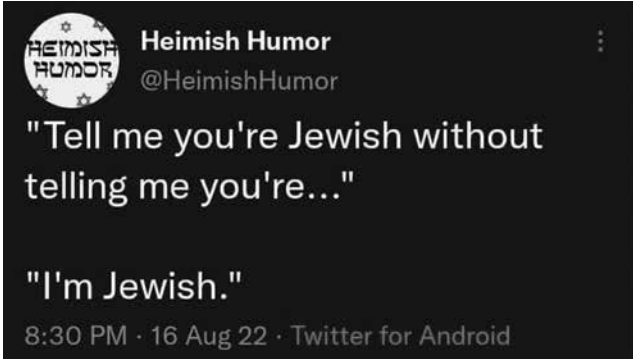 HEIMISH
HUMOR
Heimish Humor
@HeimishHumor
"Tell me you're Jewish without
telling me you're..."
"I'm Jewish."
8:30 PM · 16 Aug 22 · Twitter for Android